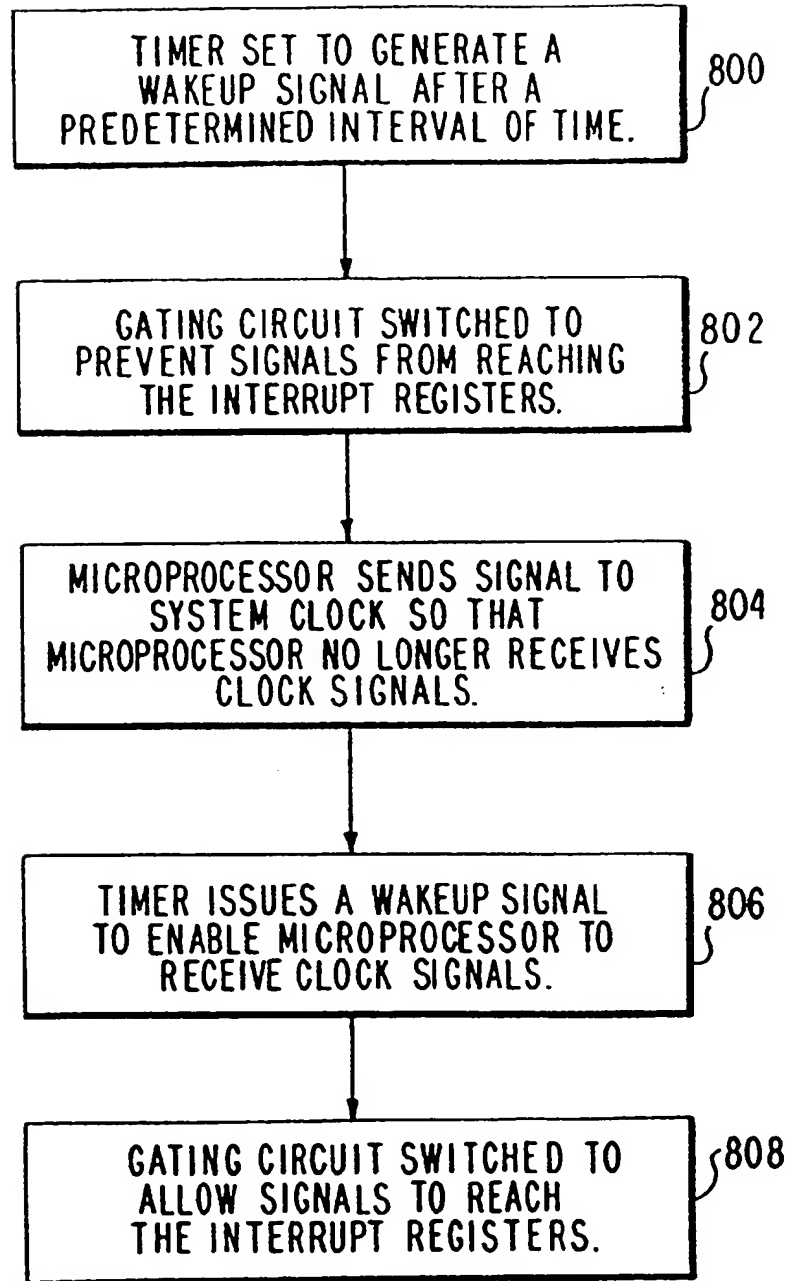 TIMER SET TO GENERATE A
WAKEUP SIGNAL AFTER A
PREDETERMINED INTERVAL OF TIME.
800
GATING CIRCUIT SWITCHED TO
PREVENT SIGNALS FROM REACHING
THE INTERRUPT REGISTERS.
802
MICROPROCESSOR SENDS SIGNAL TO
SYSTEM CLOCK SO THAT
MICROPROCESSOR NO LONGER RECEIVES
CLOCK SIGNALS.
804
TIMER ISSUES A WAKEUP SIGNAL
TO ENABLE MICROPROCESSOR TO
RECEIVE CLOCK SIGNALS.
806
GATING CIRCUIT SWITCHED TO
ALLOW SIGNALS TO REACH
THE INTERRUPT REGISTERS.
808